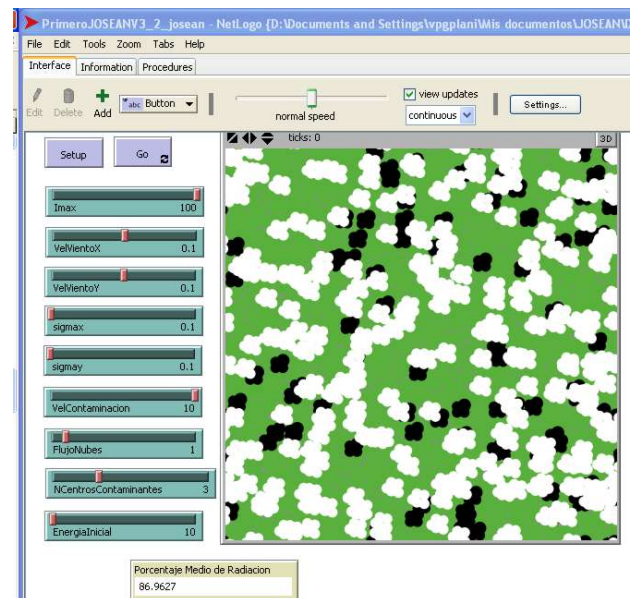 PrimeroJOSEANV3_2_josean - NetLogo {D:\Documents and Settings\vpgplani\Mis documentos\JOSEAN\
File Edit Tools Zoom Tabs Help
Interface Information Procedures
Edit Delete Add abc Button normal speed view updates continuous Settings...
ticks: 0 3D
Setup Go
Imax 100
VelVientoX 0.1
VelVientoY 0.1
sigmax 0.1
sigmay 0.1
VelContaminacion 10
FlujoNubes 1
NCentrosContaminantes 3
EnergiaInicial 10
Porcentaje Medio de Radiacion
86.9627